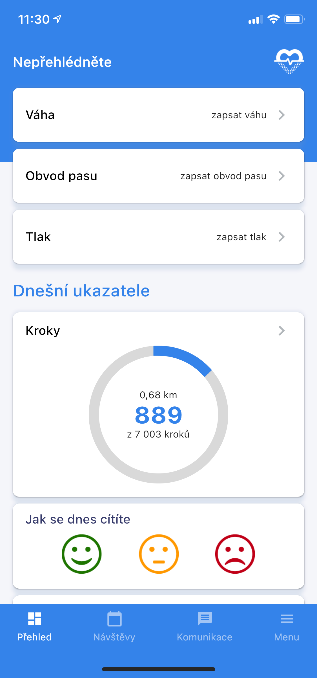 11:30
Nepřehlédněte
Váha zapsat váhu
Obvod pasu zapsat obvod pasu
Tlak zapsat tlak
Dnešní ukazatele
Kroky
0,68 km
889
z 7 003 kroků
Jak se dnes cítíte
Přehled Návštěvy Komunikace Menu